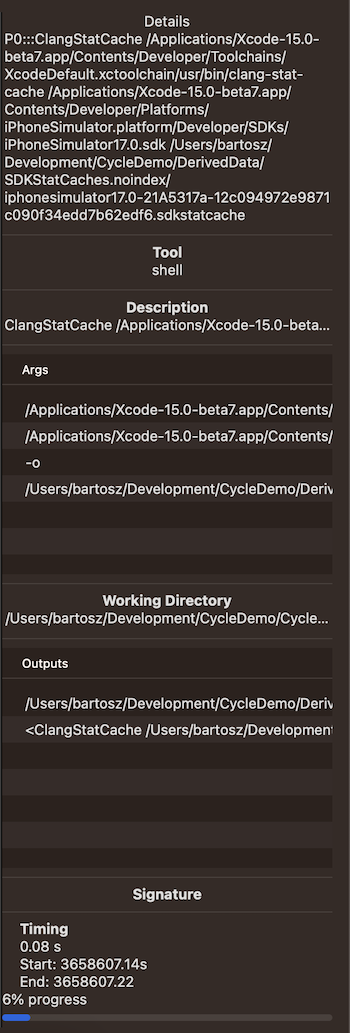 Details
P0:::ClangStatCache /Applications/Xcode-15.0-
beta7.app/Contents/Developer/Toolchains/
XcodeDefault.xctoolchain/usr/bin/clang-stat-
cache /Applications/Xcode-15.0-beta7.app/
Contents/Developer/Platforms/
iPhoneSimulator.platform/Developer/SDKs/
iPhoneSimulator17.0.sdk /Users/bartosz/
Development/CycleDemo/DerivedData/
SDKStatCaches.noindex/
iphonesimulator17.0-21A5317a-12c094972e9871
c090f34edd7b62edf6.sdkstatcache
Tool
shell
Description
ClangStatCache /Applications/Xcode-15.0-beta...
Args
/Applications/Xcode-15.0-beta7.app/Contents/
/Applications/Xcode-15.0-beta7.app/Contents/
-o
/Users/bartosz/Development/CycleDemo/Deriv
Working Directory
/Users/bartosz/Development/CycleDemo/Cycle...
Outputs
/Users/bartosz/Development/CycleDemo/Deriv
<ClangStatCache /Users/bartosz/Development
Signature
Timing
0.08 s
Start: 3658607.14s
End: 3658607.22
6% progress